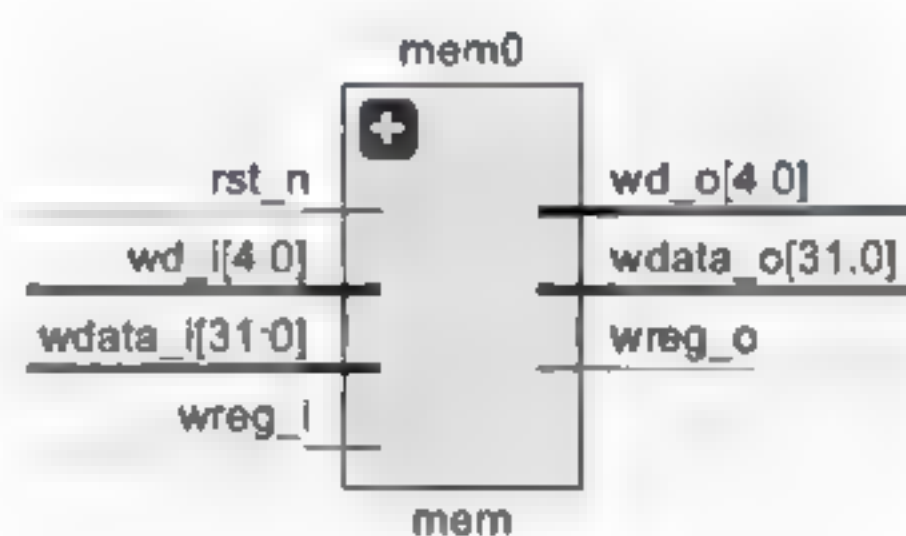 mem0
rst_n
wd_o[4:0]
wd_i[4:0]
wdata_o[31:0]
wdata_i[31:0]
wreg_o
wreg_i
mem